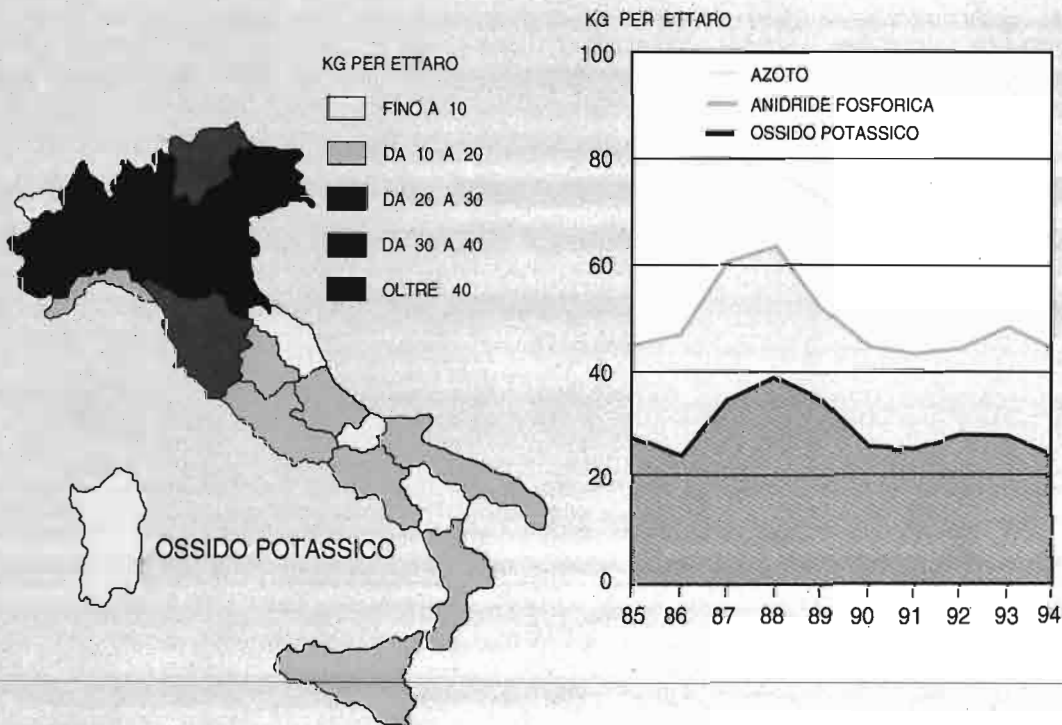 KG PER ETTARO
FINO A 10
DA 10 A 20
DA 20 A 30
DA 30 A 40
OLTRE 40
OSSIDO POTASSICO
KG PER ETTARO
100
80
60
40
20
0
AZOTO
ANIDRIDE FOSFORICA
OSSIDO POTASSICO
85 86 87 88 89 90 91 92 93 94